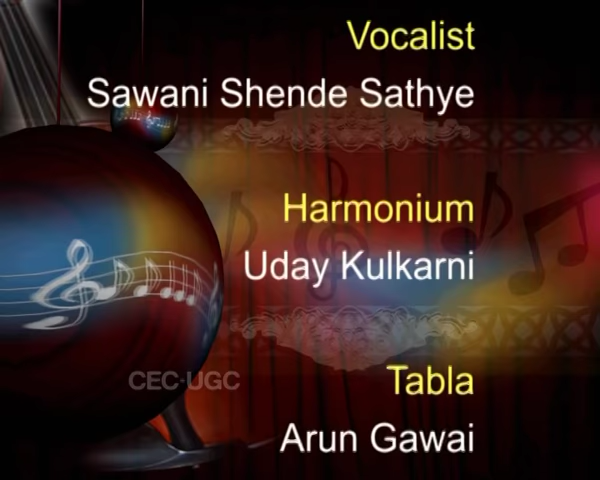 Vocalist
Sawani Shende Sathye
Harmonium
Uday Kulkarni
CEC-UGC
Tabla
Arun Gawai